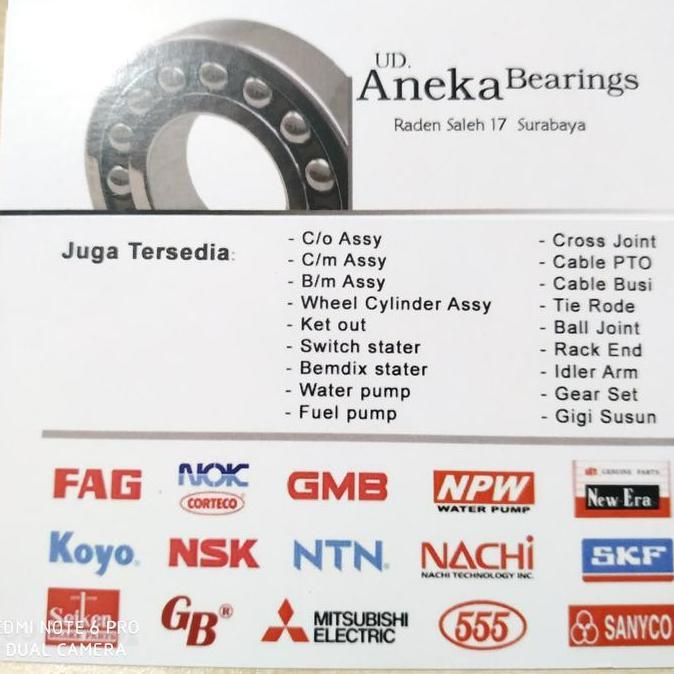 UD.
Aneka Bearings
Raden Saleh 17 Surabaya
Juga Tersedia:
- C/o Assy
- C/m Assy
- B/m Assy
- Wheel Cylinder Assy
- Ket out
- Switch stater
- Bemdix stater
- Water pump
- Fuel pump
- Cross Joint
- Cable PTO
- Cable Busi
- Tie Rode
- Ball Joint
- Rack End
- Idler Arm
- Gear Set
- Gigi Susun
FAG
NOK
CORTECO
GMB
NPW
WATER PUMP
GENUINE PARTS
New-Era
Koyo
NSK
NTN
NACHi
NACHI TECHNOLOGY INC.
SKF
Seiken
GB®
MITSUBISHI
ELECTRIC
555
SANYCO
EDMI NOTE 8 PRO
DUAL CAMERA